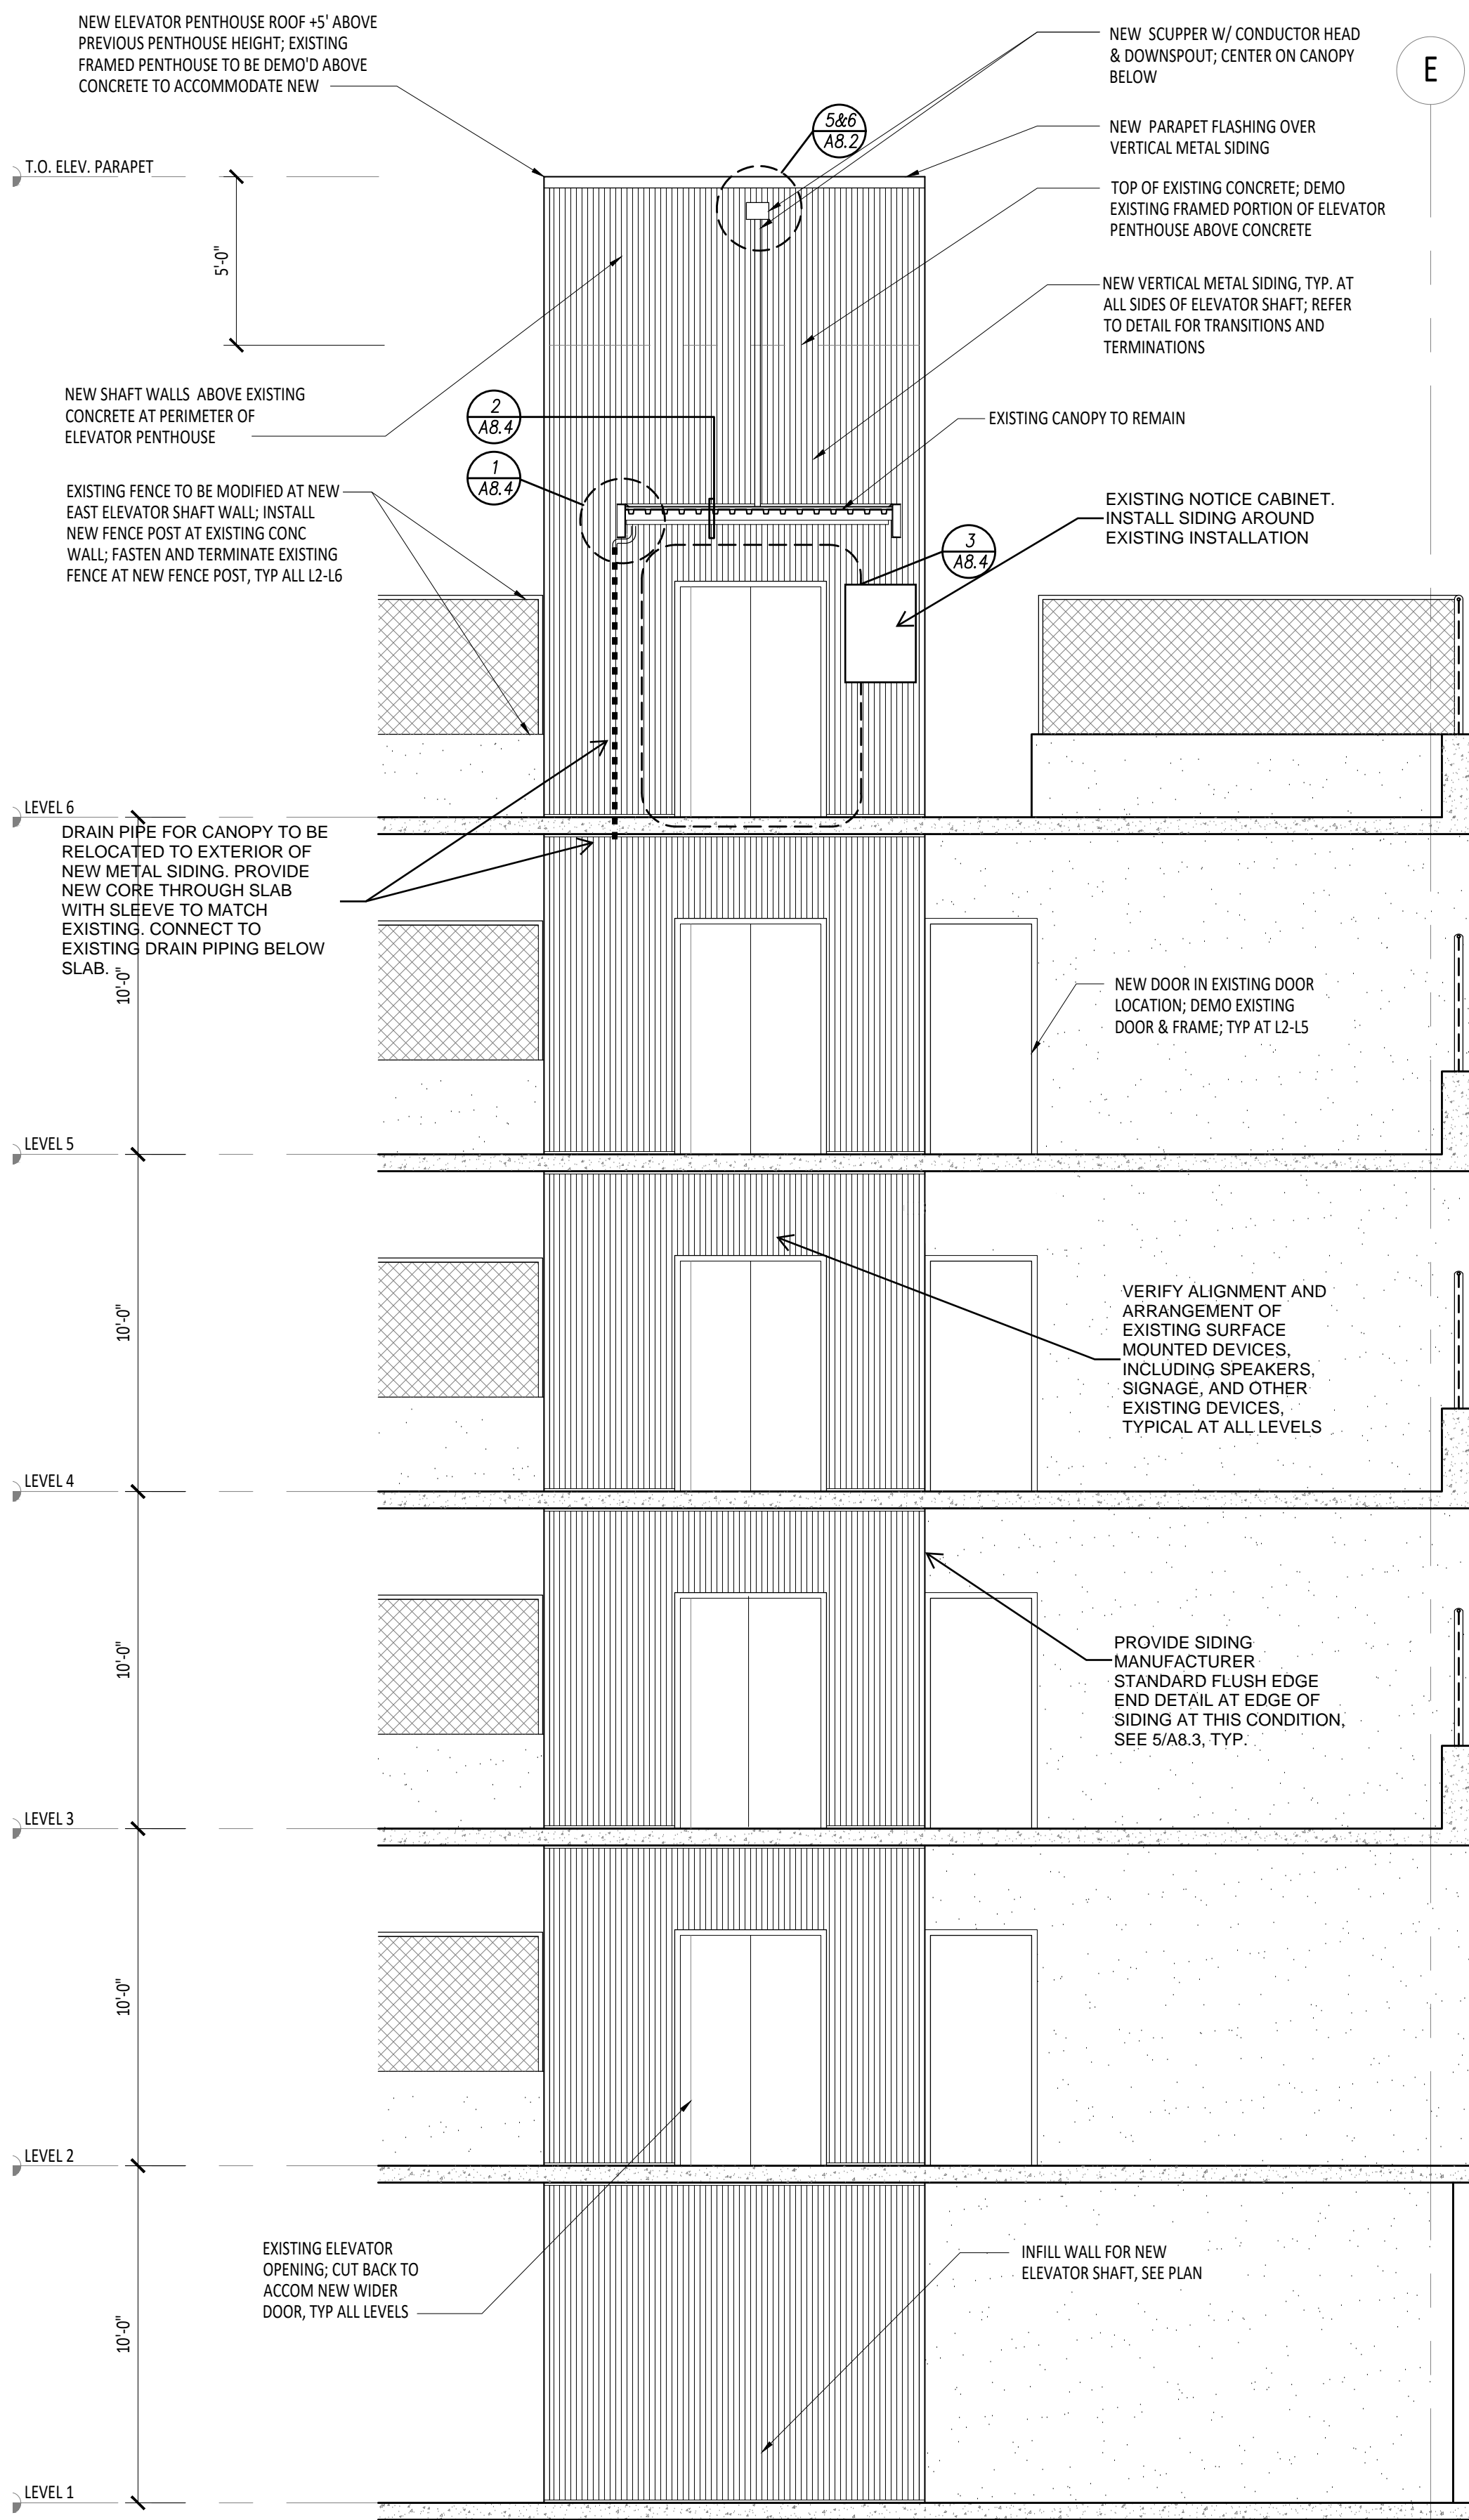 NEW ELEVATOR PENTHOUSE ROOF +5' ABOVE
PREVIOUS PENTHOUSE HEIGHT; EXISTING
FRAMED PENTHOUSE TO BE DEMO'D ABOVE
CONCRETE TO ACCOMMODATE NEW
NEW SCUPPER W/ CONDUCTOR HEAD
& DOWNSPOUT; CENTER ON CANOPY
BELOW
E
5&6
A8.2
NEW PARAPET FLASHING OVER
VERTICAL METAL SIDING
T.O. ELEV. PARAPET
TOP OF EXISTING CONCRETE; DEMO
EXISTING FRAMED PORTION OF ELEVATOR
PENTHOUSE ABOVE CONCRETE
5'-0"
NEW VERTICAL METAL SIDING, TYP. AT
ALL SIDES OF ELEVATOR SHAFT; REFER
TO DETAIL FOR TRANSITIONS AND
TERMINATIONS
NEW SHAFT WALLS ABOVE EXISTING
CONCRETE AT PERIMETER OF
ELEVATOR PENTHOUSE
2
A8.4
EXISTING CANOPY TO REMAIN
1
A8.4
EXISTING FENCE TO BE MODIFIED AT NEW
EAST ELEVATOR SHAFT WALL; INSTALL
NEW FENCE POST AT EXISTING CONC
WALL; FASTEN AND TERMINATE EXISTING
FENCE AT NEW FENCE POST, TYP ALL L2-L6
EXISTING NOTICE CABINET.
INSTALL SIDING AROUND
EXISTING INSTALLATION
3
A8.4
LEVEL 6
DRAIN PIPE FOR CANOPY TO BE
RELOCATED TO EXTERIOR OF
NEW METAL SIDING. PROVIDE
NEW CORE THROUGH SLAB
WITH SLEEVE TO MATCH
EXISTING. CONNECT TO
EXISTING DRAIN PIPING BELOW
SLAB.
10'-0"
NEW DOOR IN EXISTING DOOR
LOCATION; DEMO EXISTING
DOOR & FRAME; TYP AT L2-L5
LEVEL 5
10'-0"
VERIFY ALIGNMENT AND
ARRANGEMENT OF
EXISTING SURFACE
MOUNTED DEVICES,
INCLUDING SPEAKERS,
SIGNAGE, AND OTHER
EXISTING DEVICES,
TYPICAL AT ALL LEVELS
LEVEL 4
10'-0"
PROVIDE SIDING
MANUFACTURER
STANDARD FLUSH EDGE
END DETAIL AT EDGE OF
SIDING AT THIS CONDITION,
SEE 5/A8.3, TYP.
LEVEL 3
10'-0"
LEVEL 2
EXISTING ELEVATOR
OPENING; CUT BACK TO
ACCOM NEW WIDER
DOOR, TYP ALL LEVELS
INFILL WALL FOR NEW
ELEVATOR SHAFT, SEE PLAN
10'-0"
LEVEL 1